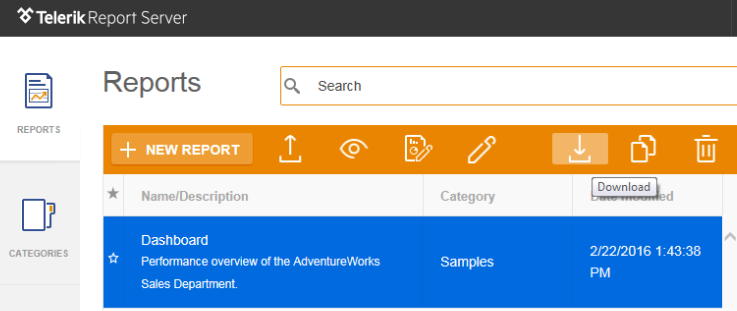 Telerik Report Server
Reports
Search
REPORTS
+ NEW REPORT
Download
Name/Description
Category
Date Modified
CATEGORIES
Dashboard
Performance overview of the AdventureWorks
Sales Department.
Samples
2/22/2016 1:43:38
PM